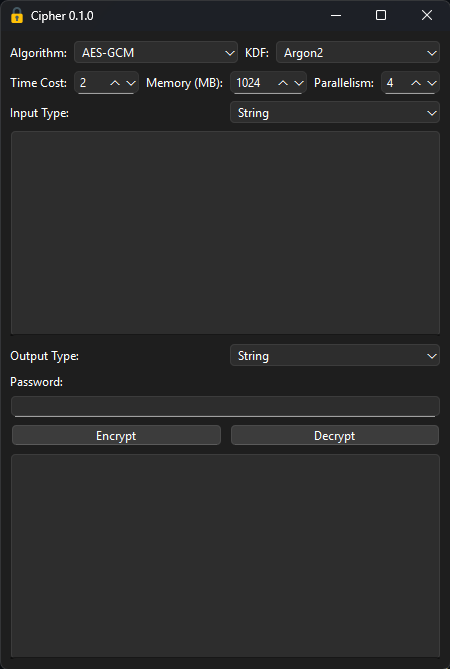 Cipher 0.1.0
Algorithm: AES-GCM KDF: Argon2
Time Cost: 2 Memory (MB): 1024 Parallelism: 4
Input Type: String
Output Type: String
Password:
Encrypt Decrypt